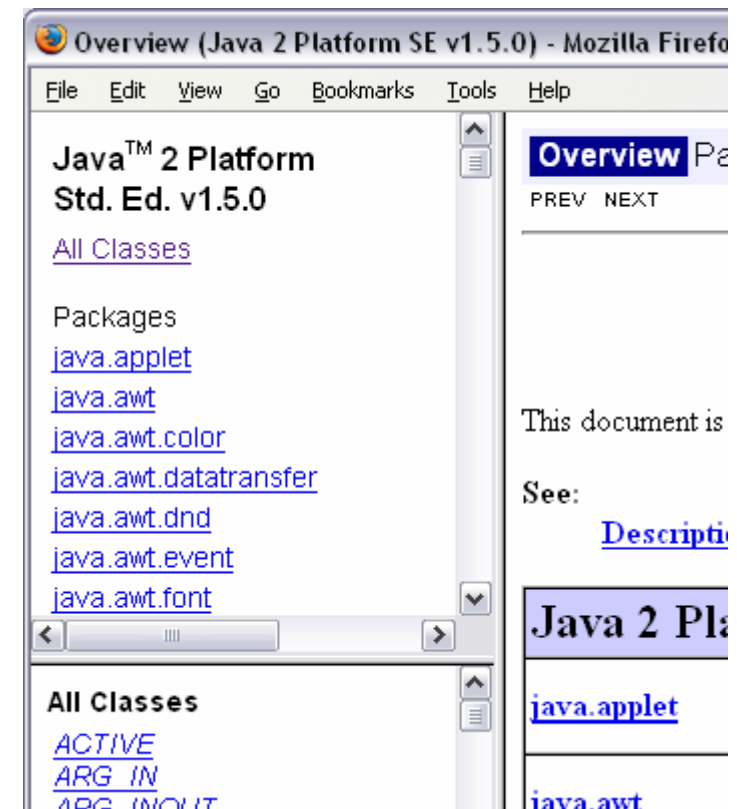 Overview (Java 2 Platform SE v1.5.0) - Mozilla Firefo
File Edit View Go Bookmarks Tools Help
Java™ 2 Platform
Std. Ed. v1.5.0
All Classes
Packages
java.applet
java.awt
java.awt.color
java.awt.datatransfer
java.awt.dnd
java.awt.event
java.awt.font
All Classes
ACTIVE
ARG_IN
ARG_INOUT
Overview Pa
PREV NEXT
This document is
See:
Descripti
Java 2 Pla
java.applet
java.awt